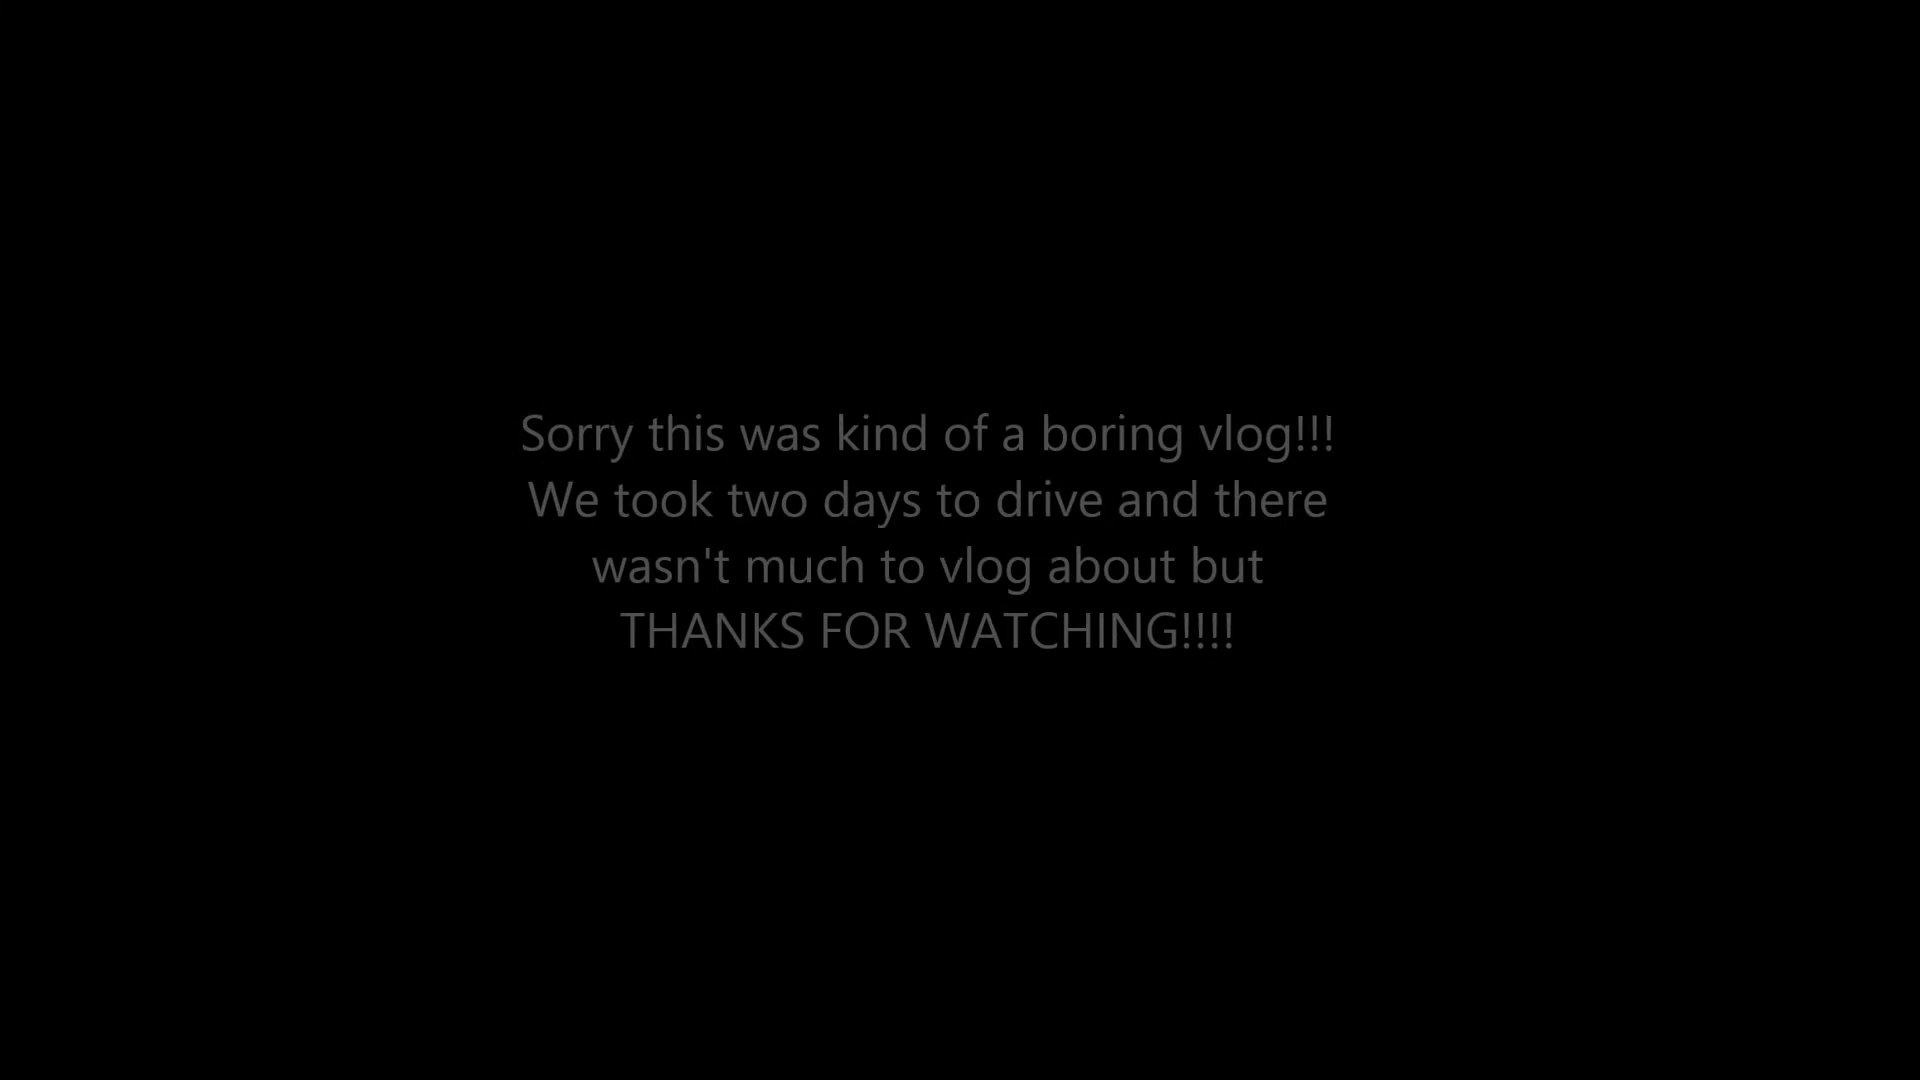 Sorry this was kind of a boring vlog!!!
We took two days to drive and there
wasn't much to vlog about but
THANKS FOR WATCHING!!!!